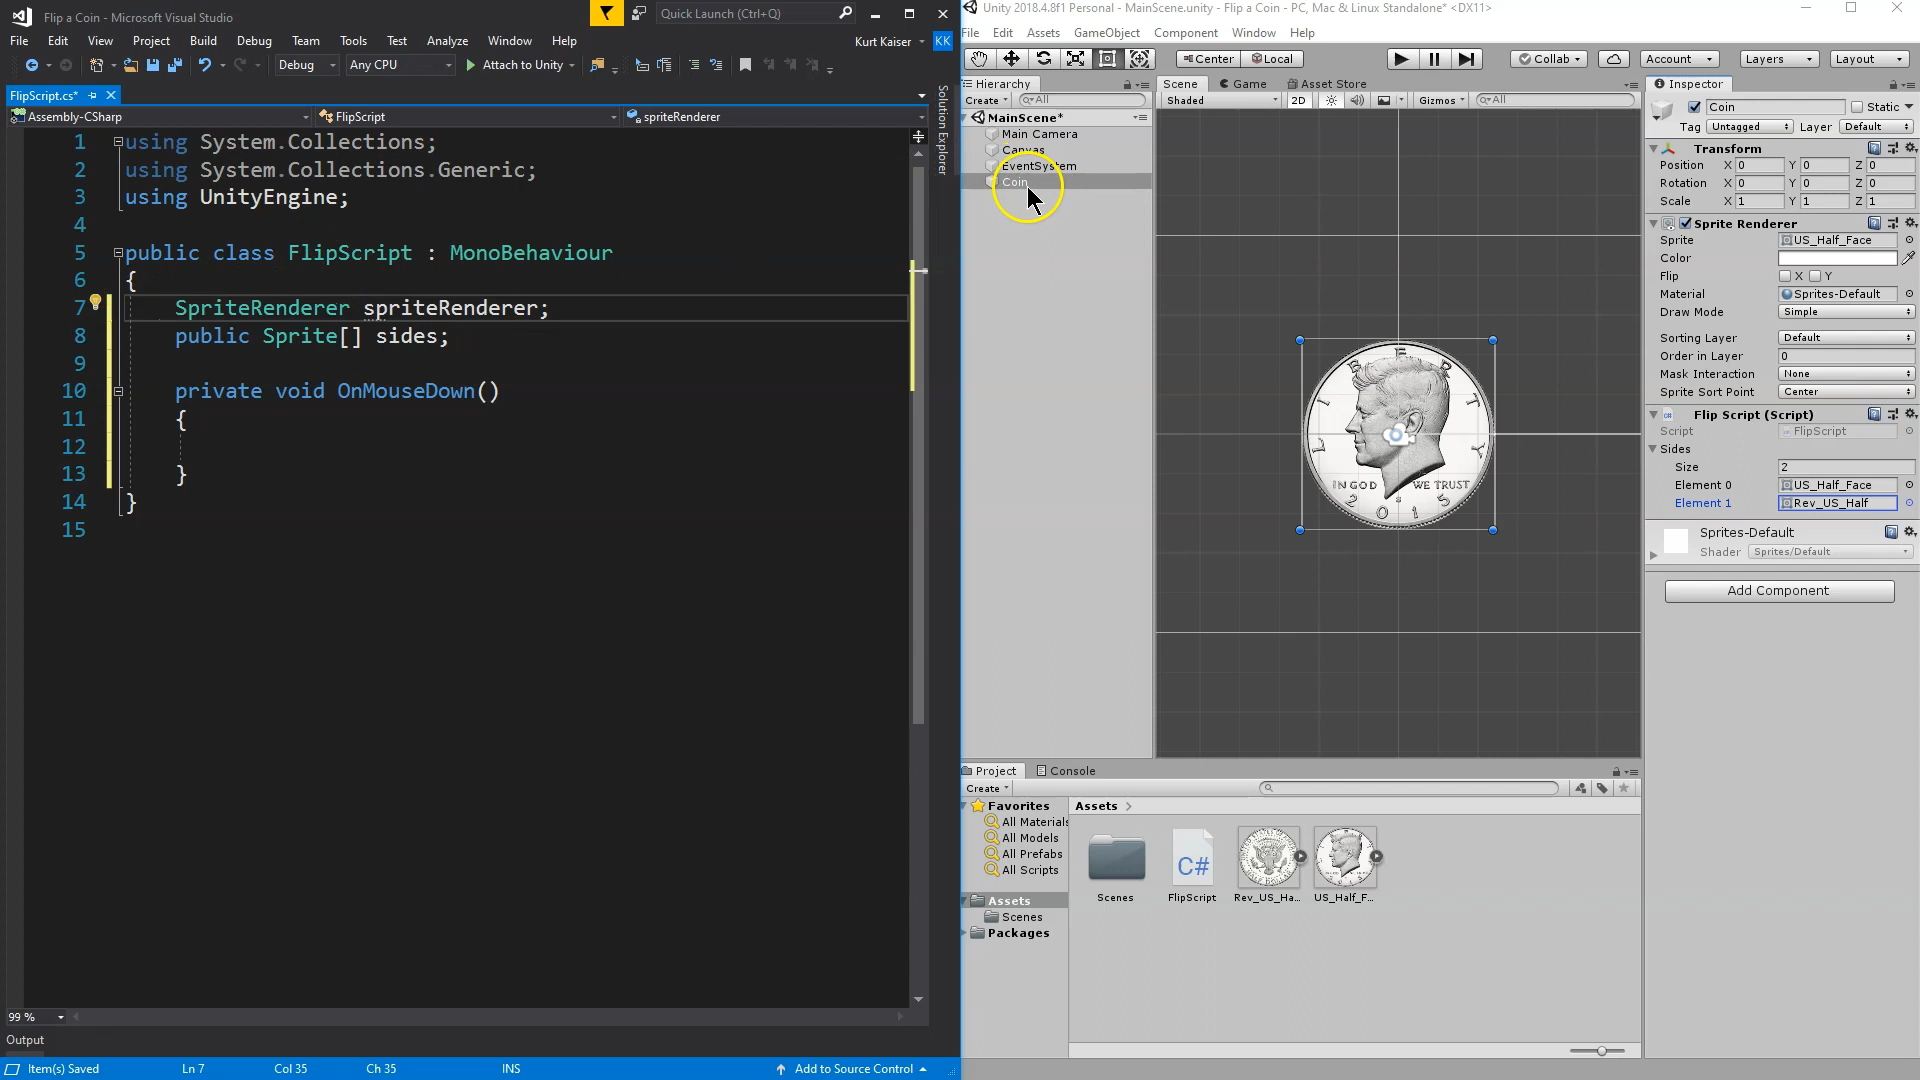 Flip a Coin - Microsoft Visual Studio
Quick Launch (Ctrl+Q)
File Edit View Project Build Debug Team Tools Test Analyze Window Help
Kurt Kaiser KK
Debug Any CPU Attach to Unity
FlipScript.cs*
Assembly-CSharp FlipScript spriteRenderer
Solution Explorer
1 using System.Collections;
2 using System.Collections.Generic;
3 using UnityEngine;
4
5 public class FlipScript : MonoBehaviour
6 {
7 SpriteRenderer spriteRenderer;
8 public Sprite[] sides;
9
10 private void OnMouseDown()
11 {
12
13 }
14 }
15
99 %
Output
Item(s) Saved Ln 7 Col 35 Ch 35 INS Add to Source Control
Unity 2018.4.8f1 Personal - MainScene.unity - Flip a Coin - PC, Mac & Linux Standalone* <DX11>
File Edit Assets GameObject Component Window Help
Center Local Collab Account Layers Layout
Hierarchy
Create All
MainScene*
Main Camera
Canvas
EventSystem
Coin
Scene Game Asset Store
Shaded 2D Gizmos All
LIBERTY
IN GOD WE TRUST
2015
Inspector
Coin Static
Tag Untagged Layer Default
Transform
Position X 0 Y 0 Z 0
Rotation X 0 Y 0 Z 0
Scale X 1 Y 1 Z 1
Sprite Renderer
Sprite US_Half_Face
Color
Flip X Y
Material Sprites-Default
Draw Mode Simple
Sorting Layer Default
Order in Layer 0
Mask Interaction None
Sprite Sort Point Center
Flip Script (Script)
Script FlipScript
Sides
Size 2
Element 0 US_Half_Face
Element 1 Rev_US_Half
Sprites-Default
Shader Sprites/Default
Add Component
Project Console
Create
Favorites
All Materials
All Models
All Prefabs
All Scripts
Assets
Scenes
Packages
Assets
Scenes FlipScript Rev_US_Ha... US_Half_F...
C#